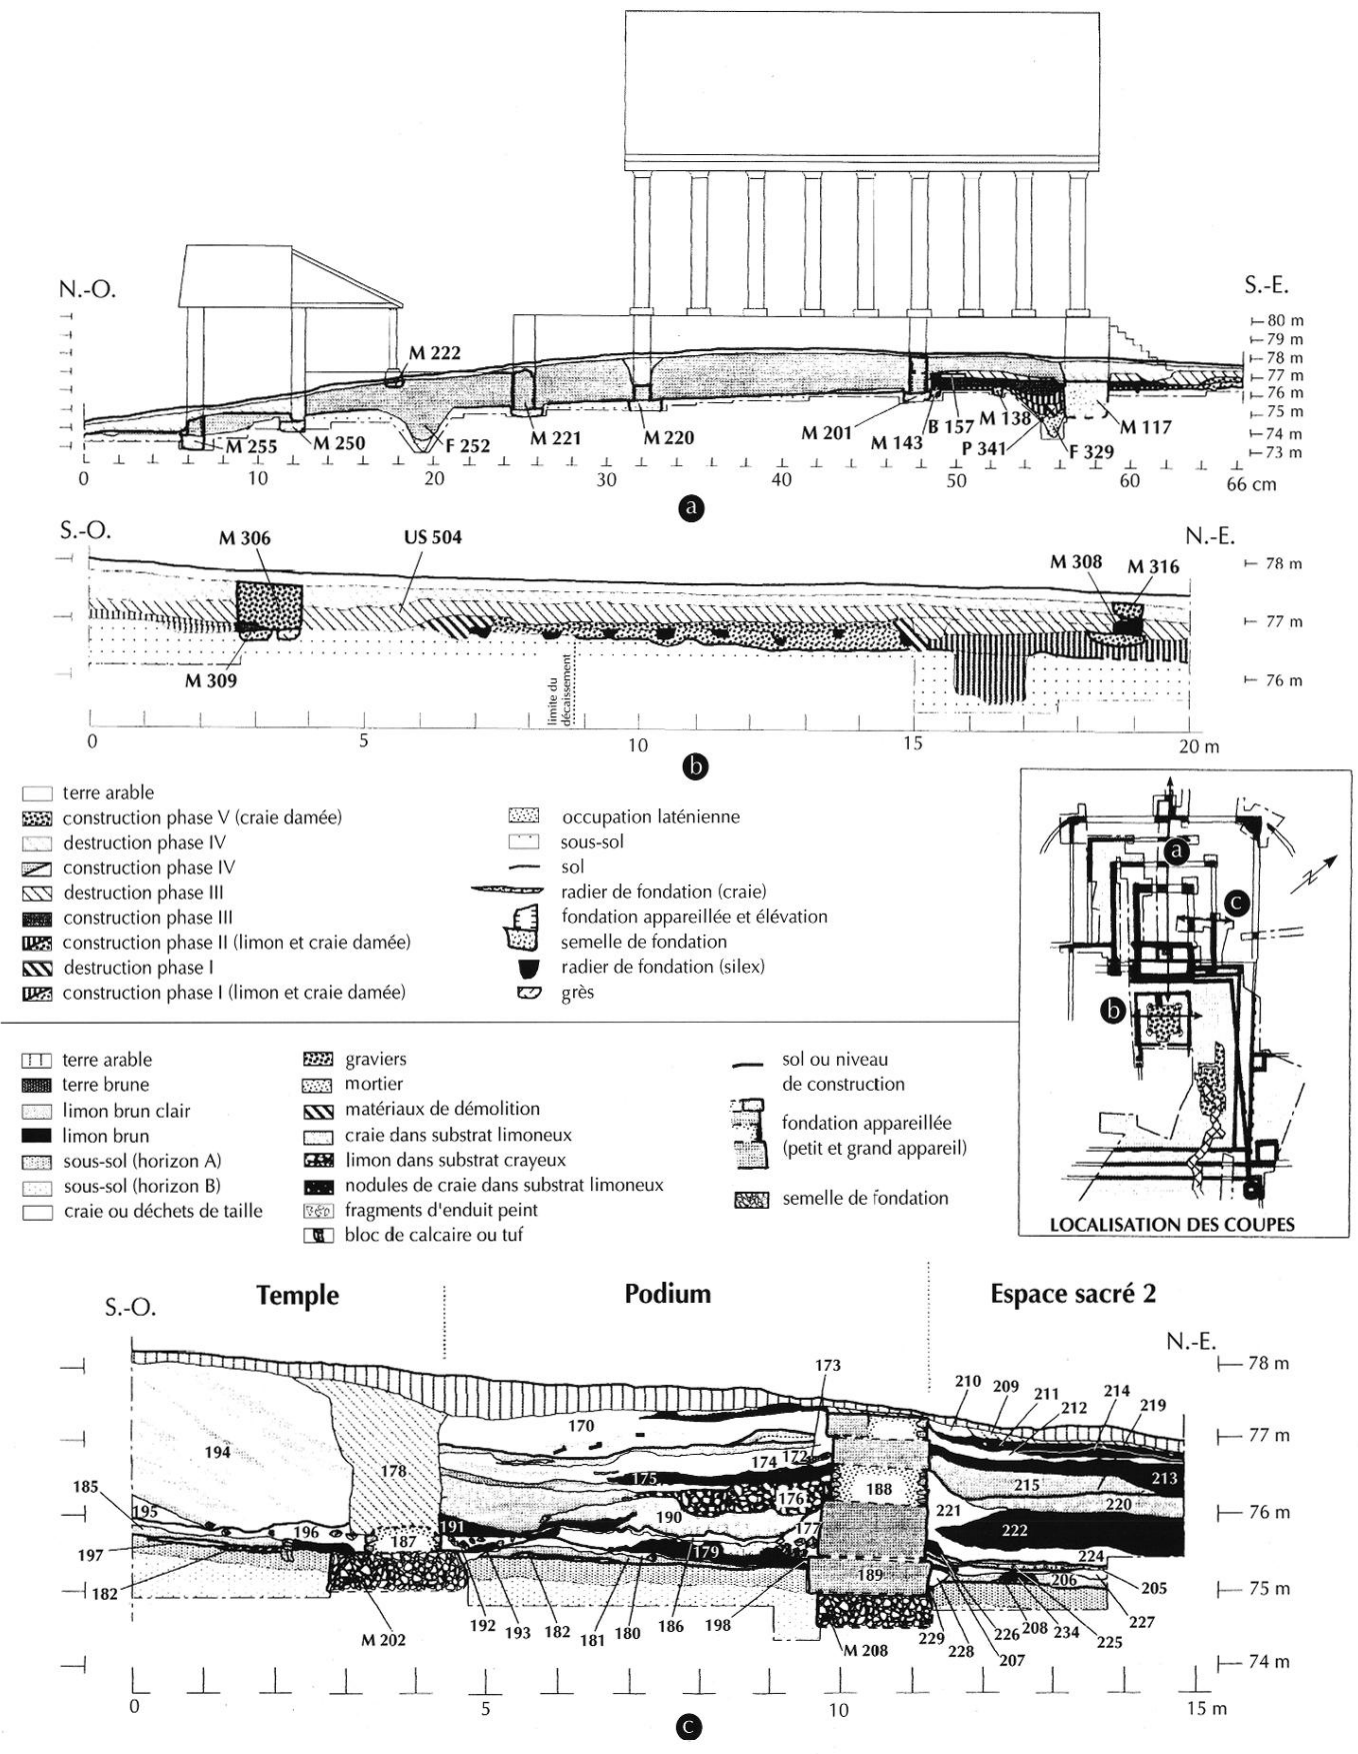 N.-O.
S.-E.
80 m
79 m
78 m
77 m
76 m
75 m
74 m
73 m
M 222
M 255
M 250
F 252
M 221
M 220
M 201
M 143
B 157
M 138
P 341
F 329
M 117
0 10 20 30 40 50 60 66 cm
a
S.-O.
N.-E.
M 306
US 504
M 308
M 316
M 309
78 m
77 m
76 m
limite du
décaissement
0 5 10 15 20 m
b
terre arable
construction phase V (craie damée)
destruction phase IV
construction phase IV
destruction phase III
construction phase III
construction phase II (limon et craie damée)
destruction phase I
construction phase I (limon et craie damée)
occupation laténienne
sous-sol
sol
radier de fondation (craie)
fondation appareillée et élévation
semelle de fondation
radier de fondation (silex)
grès
a
c
b
LOCALISATION DES COUPES
terre arable
terre brune
limon brun clair
limon brun
sous-sol (horizon A)
sous-sol (horizon B)
craie ou déchets de taille
graviers
mortier
matériaux de démolition
craie dans substrat limoneux
limon dans substrat crayeux
nodules de craie dans substrat limoneux
fragments d'enduit peint
bloc de calcaire ou tuf
sol ou niveau
de construction
fondation appareillée
(petit et grand appareil)
semelle de fondation
Temple
Podium
Espace sacré 2
S.-O.
N.-E.
78 m
77 m
76 m
75 m
74 m
173
210
209
211
212
214
219
170
194
178
172
174
175
176
188
215
213
220
221
185
195
196
187
191
190
177
179
222
224
197
182
189
206
205
M 202
192
193
182
181
180
186
198
M 208
229
228
207
226
208
234
225
227
0 5 10 15 m
c